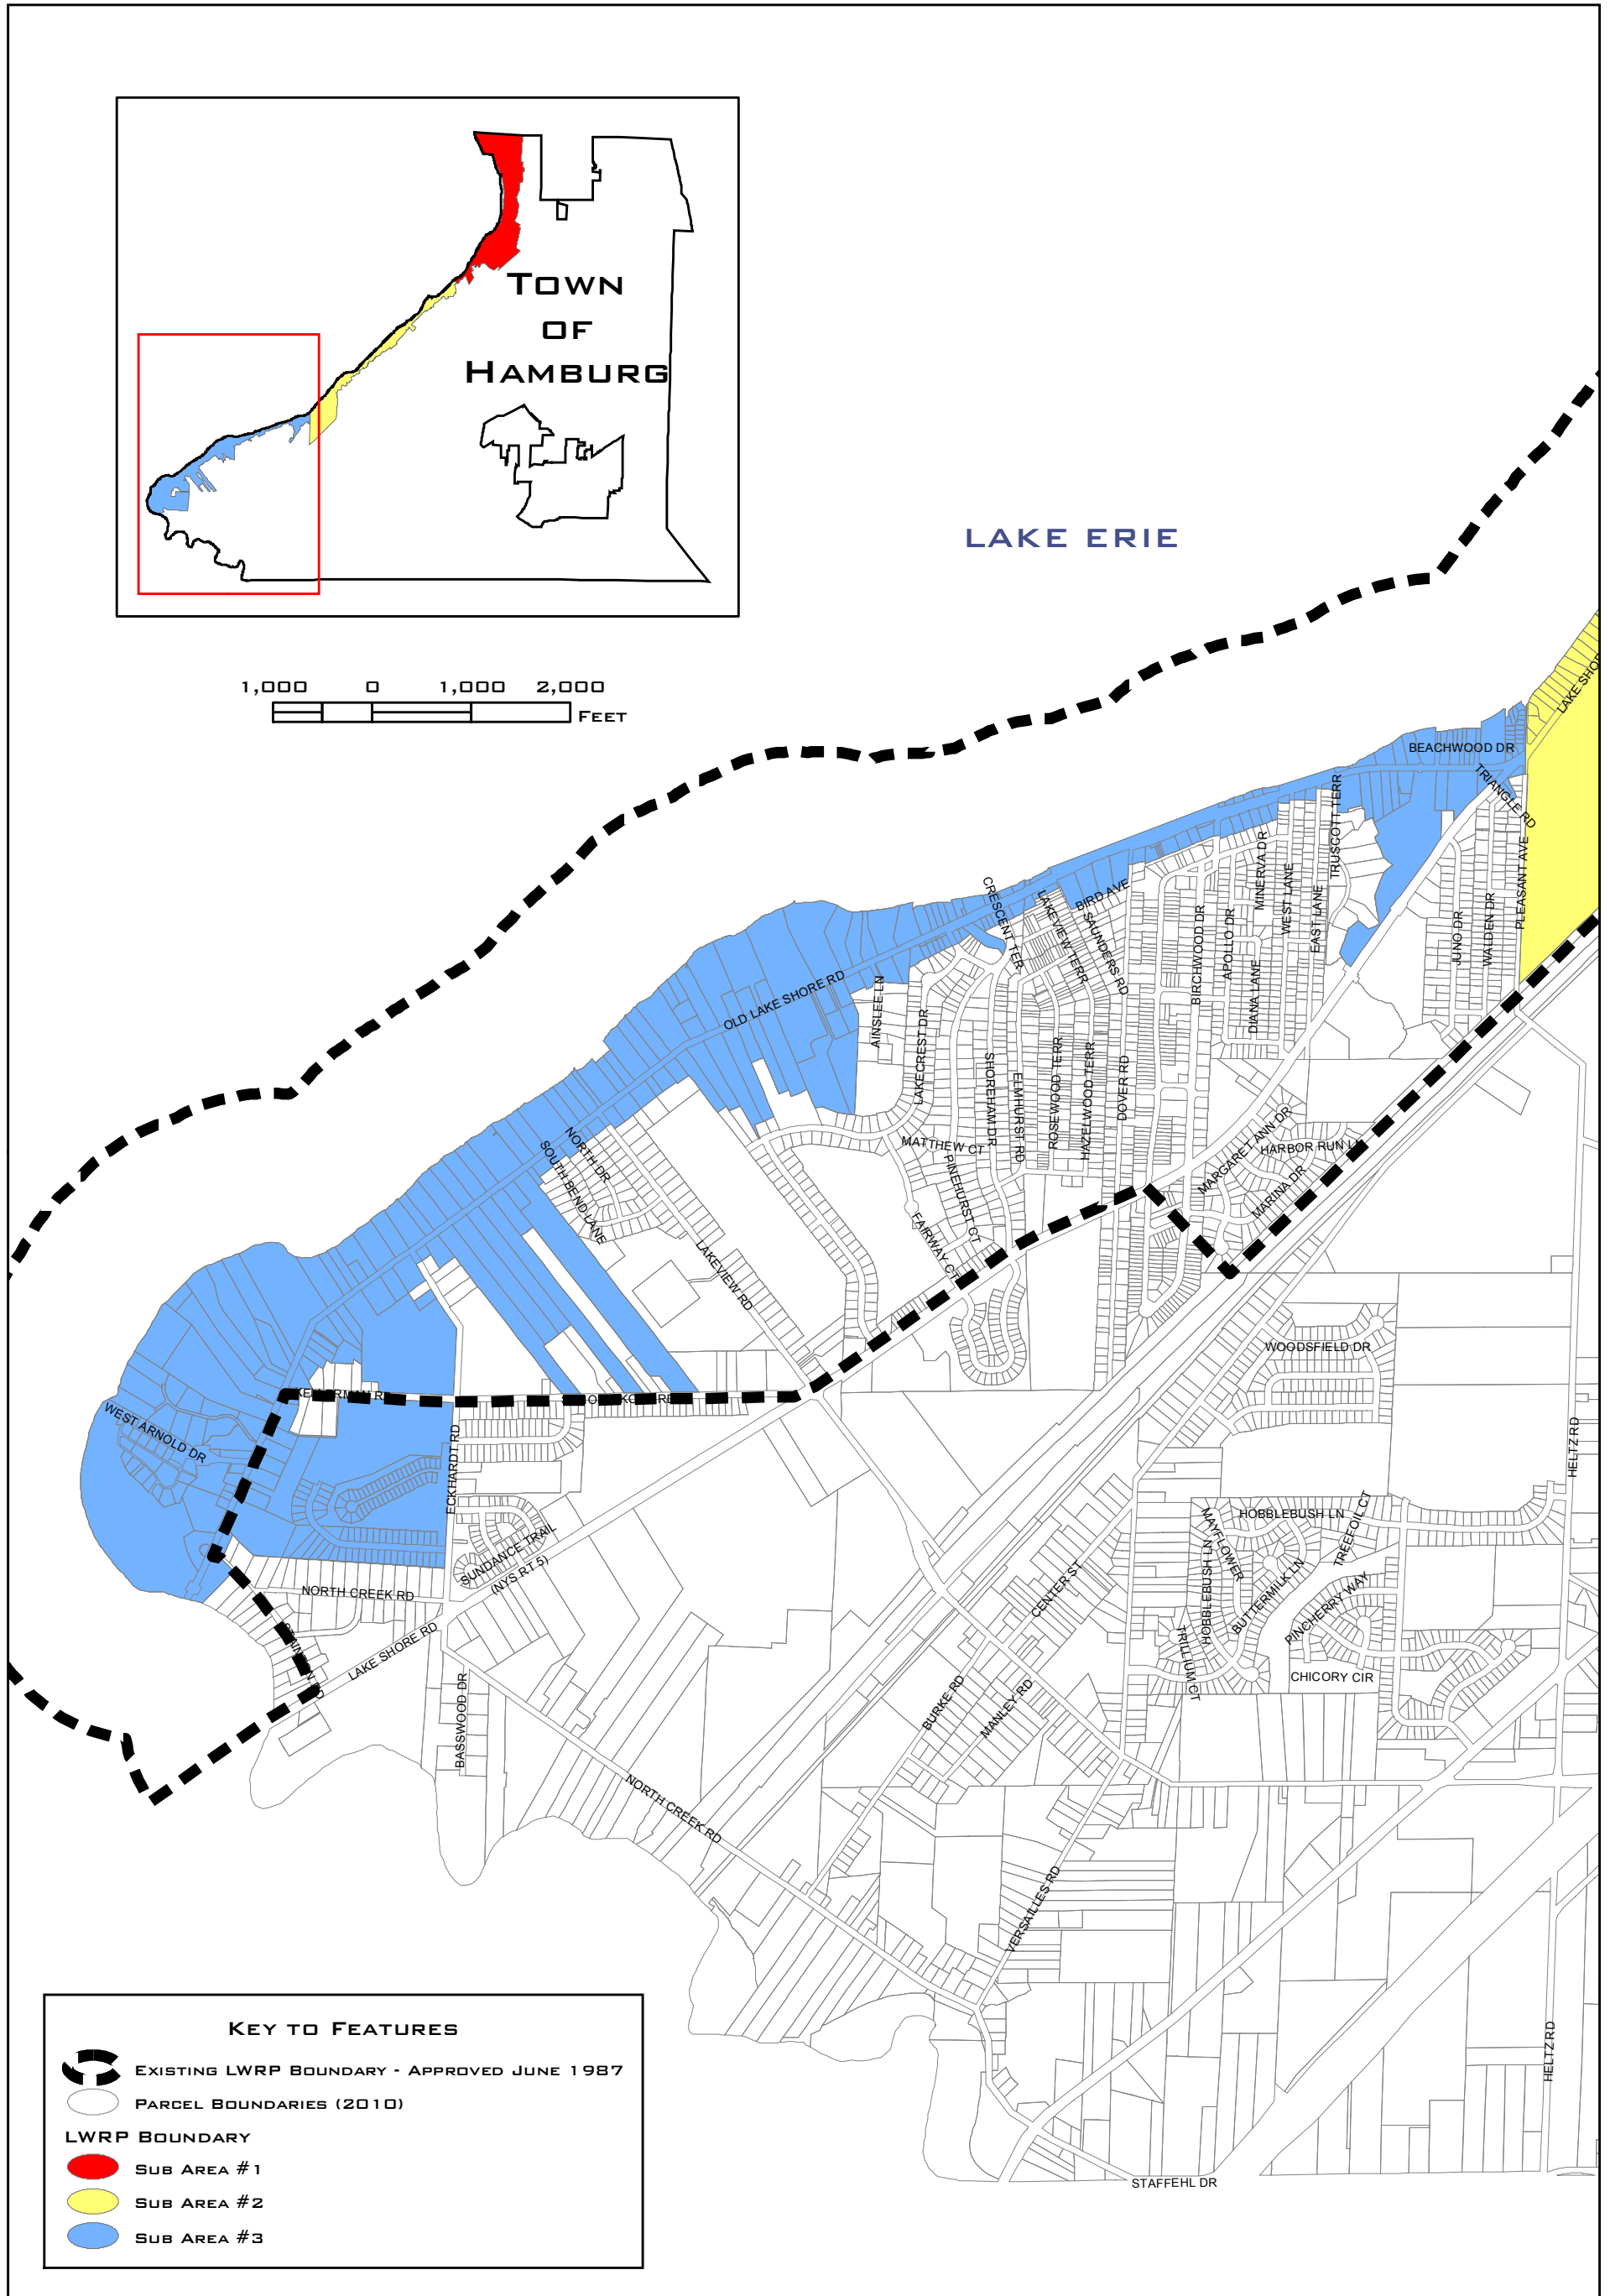 TOWN
OF
HAMBURG
LAKE ERIE
1,000 0 1,000 2,000
FEET
BEACHWOOD DR
TRIANGLE RD
TRUSCOTT TERR
PLEASANT AVE
MINERVA DR
WEST LANE
EAST LANE
JUNO DR
WALDEN DR
CRESCENT TER
LAKEVIEW TERR
BIRD AVE
SAUNDERS RD
BIRCHWOOD DR
APOLLO DR
DIANA LANE
OLD LAKE SHORE RD
AINSLEE LN
LAKECREST DR
SHOREHAM DR
ELMHURST RD
ROSEWOOD TERR
HAZELWOOD TERR
DOVER RD
MATTHEW CT
PINEHURST CT
FAIRWAY CT
MARGARET ANN DR
HARBOR RUN LN
MARINA DR
NORTH DR
SOUTH BEND LANE
LAKEVIEW RD
WOODSFIELD DR
HELTZ RD
WEST ARNOLD DR
ECKHARDT RD
SUNDANCE TRAIL
(NYS RT 5)
NORTH CREEK RD
LAKE SHORE RD
BASSWOOD DR
NORTH CREEK RD
HOBBLEBUSH LN
MAYFLOWER
TREEFOIL CT
HOBBLEBUSH LN
BUTTERMILK LN
PINCHERRY WAY
TRILLIUM CT
CHICORY CIR
CENTER ST
BURKE RD
MANLEY RD
VERSAILLES RD
HELTZ RD
STAFFEHL DR
KEY TO FEATURES
EXISTING LWRP BOUNDARY - APPROVED JUNE 1987
PARCEL BOUNDARIES (2010)
LWRP BOUNDARY
SUB AREA #1
SUB AREA #2
SUB AREA #3